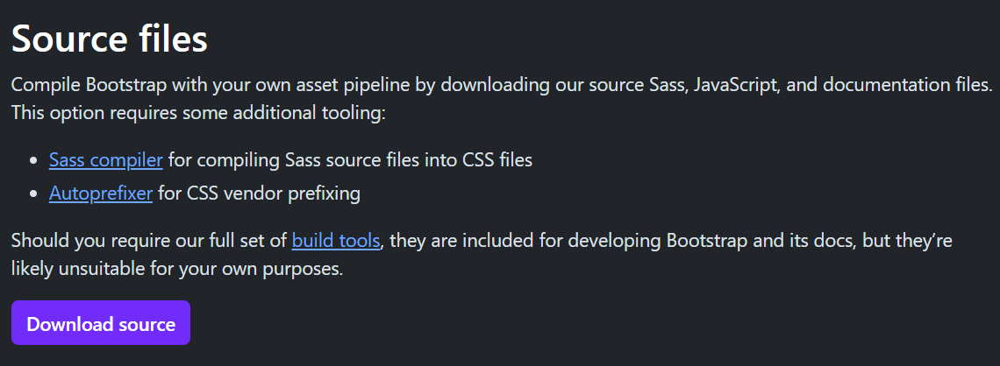 Source files
Compile Bootstrap with your own asset pipeline by downloading our source Sass, JavaScript, and documentation files.
This option requires some additional tooling:
• Sass compiler for compiling Sass source files into CSS files
• Autoprefixer for CSS vendor prefixing
Should you require our full set of build tools, they are included for developing Bootstrap and its docs, but they’re
likely unsuitable for your own purposes.
Download source